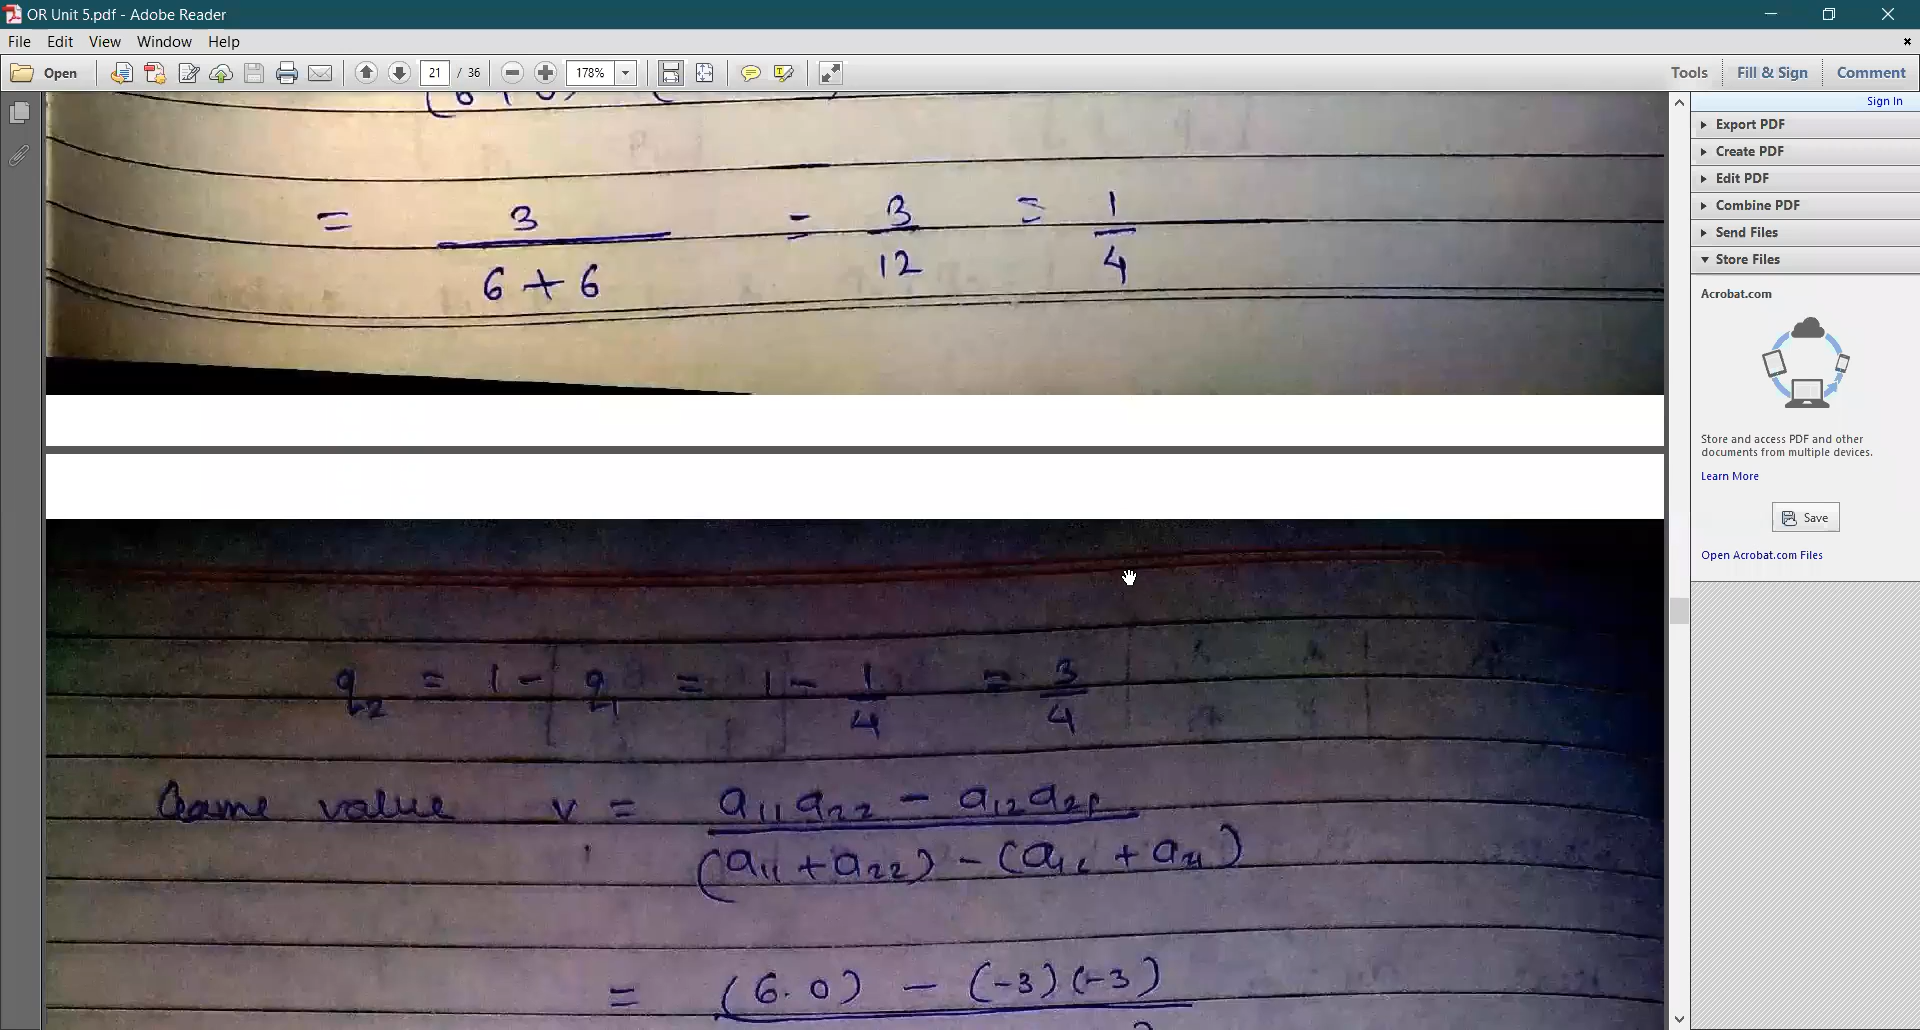 OR Unit 5.pdf - Adobe Reader
File Edit View Window Help
Open 21 / 36 178% Tools Fill & Sign Comment
Sign In
Export PDF
Create PDF
Edit PDF
Combine PDF
Send Files
Store Files
Acrobat.com
Store and access PDF and other
documents from multiple devices.
Learn More
Save
Open Acrobat.com Files
= 3 / (6 + 6) = 3/12 = 1/4
q2 = 1 - q1 = 1 - 1/4 = 3/4
Game value v = a11 a22 - a12 a21
(a11 + a22) - (a12 + a21)
= (6.0) - (-3)(-3)